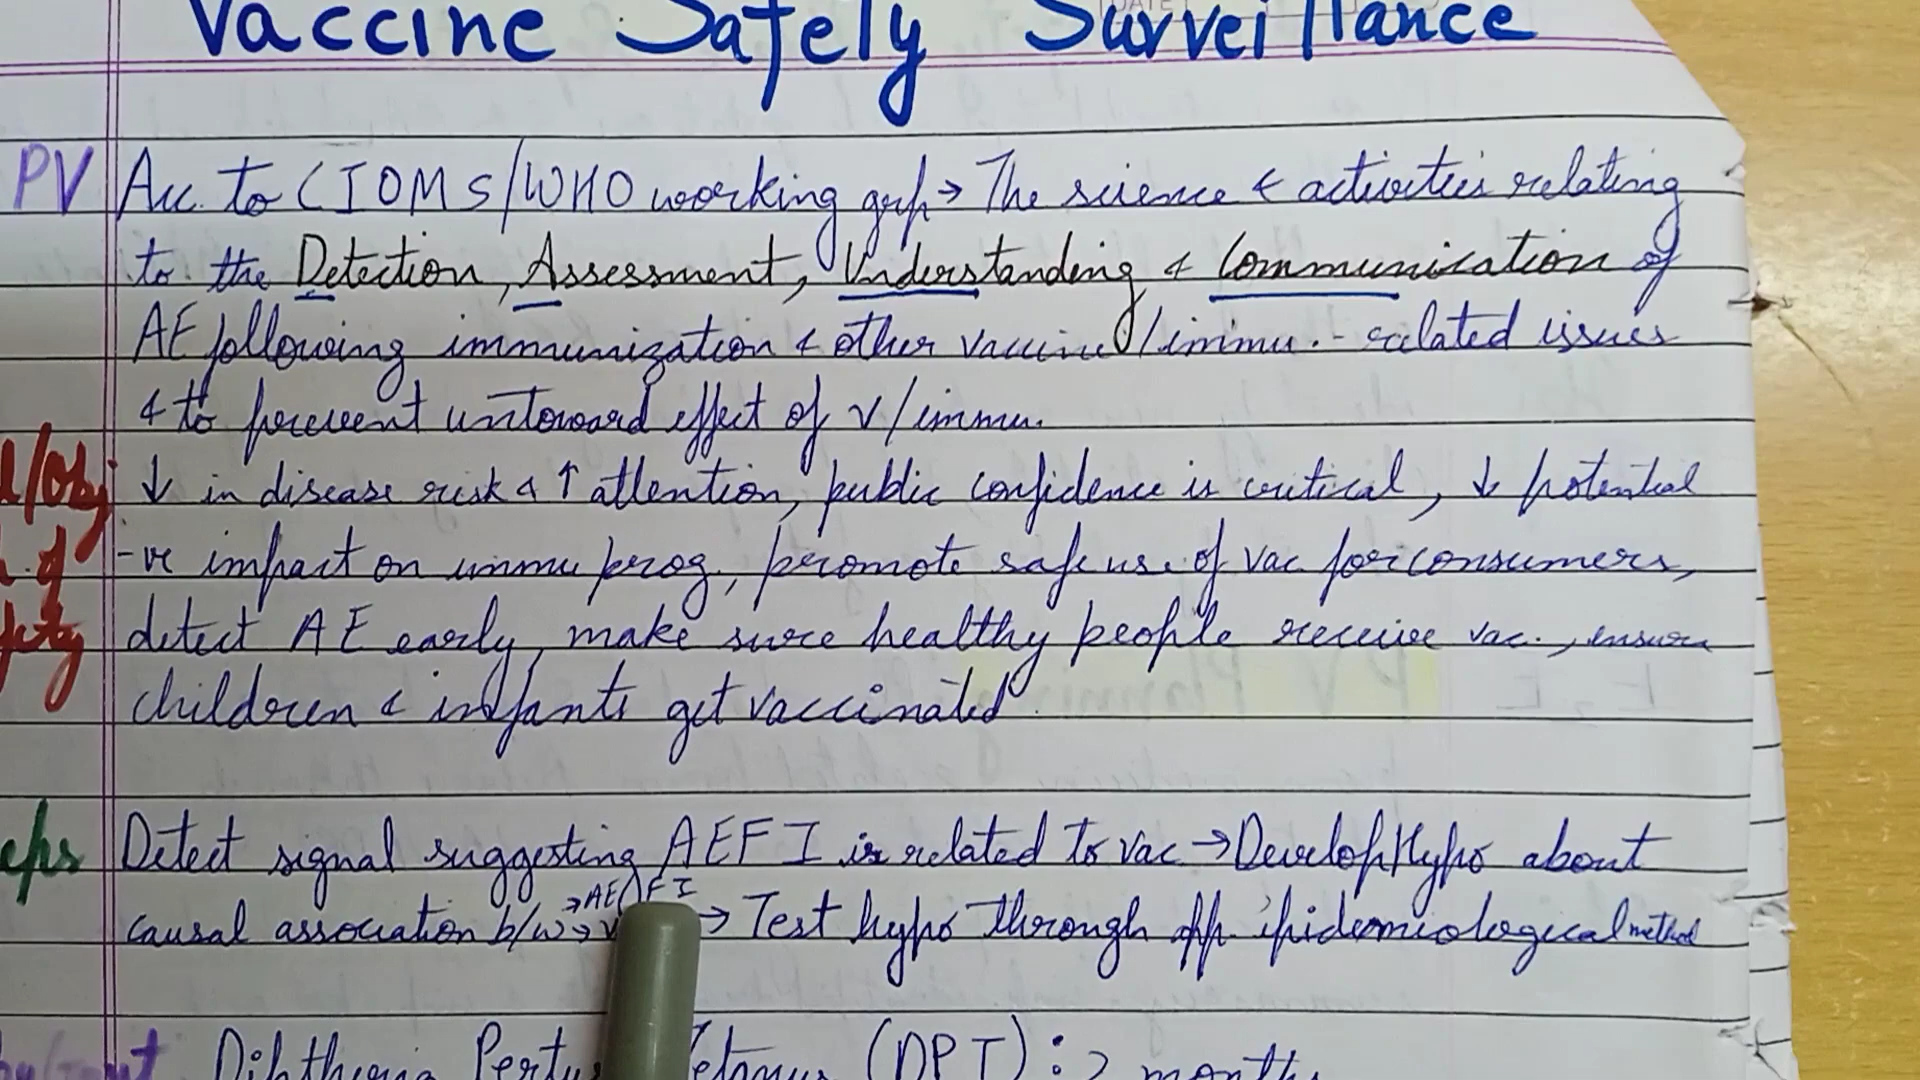 Vaccine Safety Surveillance
PV Acc. to CIOMS/WHO working grp → The science & activities relating
to the Detection, Assessment, Understanding & Communication of
AE following immunization & other vaccine/immu.- related issues
& to prevent untoward effect of v/immu.
↓ in disease risk & ↑ attention, public confidence is critical, ↓ potential
-ve impact on immu prog., promote safe use of vac for consumers,
detect AE early, make sure healthy people receive vac., ensure
children & infants get vaccinated.
Detect signal suggesting AEFI is related to vac → Develop Hypo about
causal association b/w → AEFI → Test hypo through app. epidemiological method
Diphtheria (DPT): 2 months